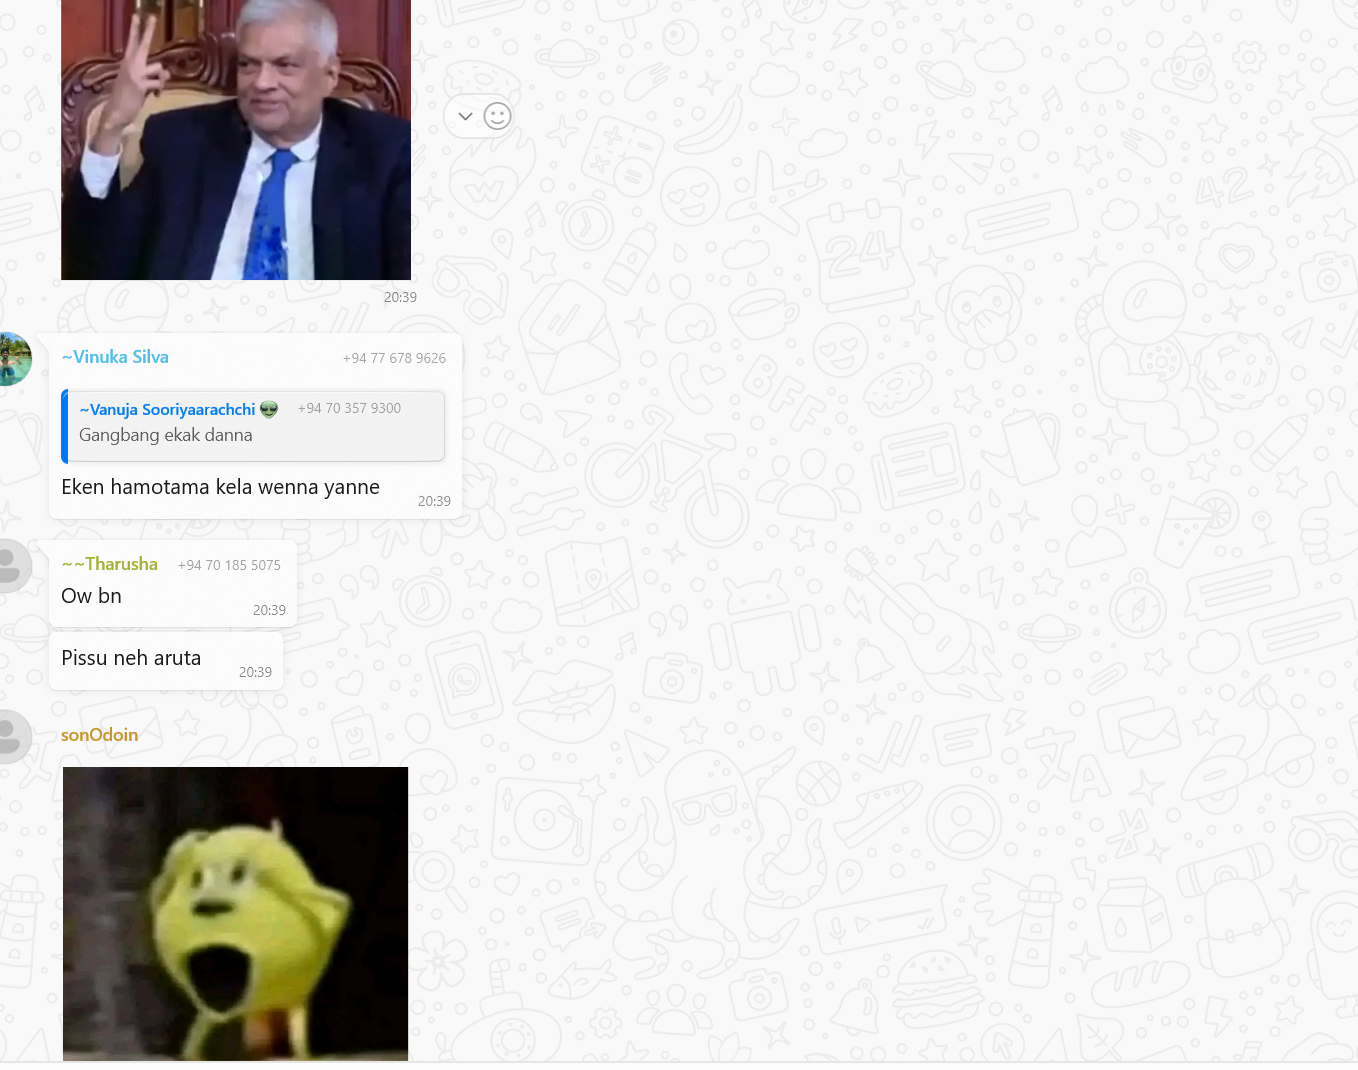 20:39
~Vinuka Silva +94 77 678 9626
~Vanuja Sooriyaarachchi 👽 +94 70 357 9300
Gangbang ekak danna
Eken hamotama kela wenna yanne
20:39
~~Tharusha +94 70 185 5075
Ow bn
20:39
Pissu neh aruta
20:39
sonOdoin